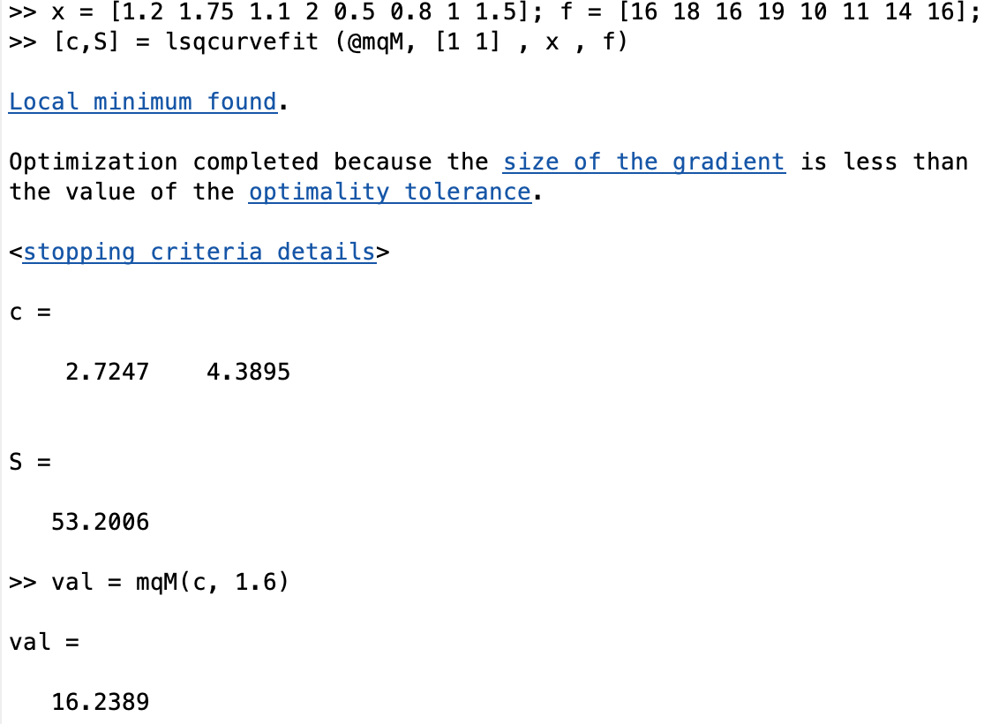 >> x = [1.2 1.75 1.1 2 0.5 0.8 1 1.5]; f = [16 18 16 19 10 11 14 16];
>> [c,S] = lsqcurvefit (@mqM, [1 1] , x , f)
Local minimum found.
Optimization completed because the size of the gradient is less than
the value of the optimality tolerance.
<stopping criteria details>
c =
2.7247    4.3895
S =
53.2006
>> val = mqM(c, 1.6)
val =
16.2389